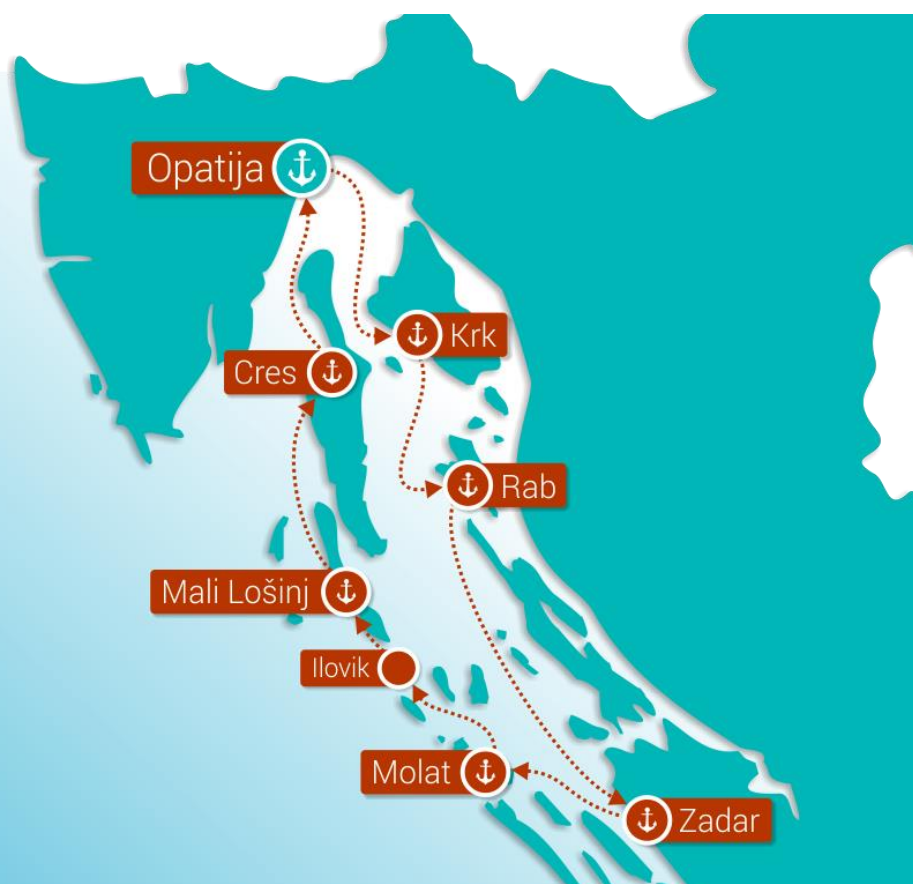 Opatija
Krk
Cres
Rab
Mali Lošinj
Ilovik
Molat
Zadar